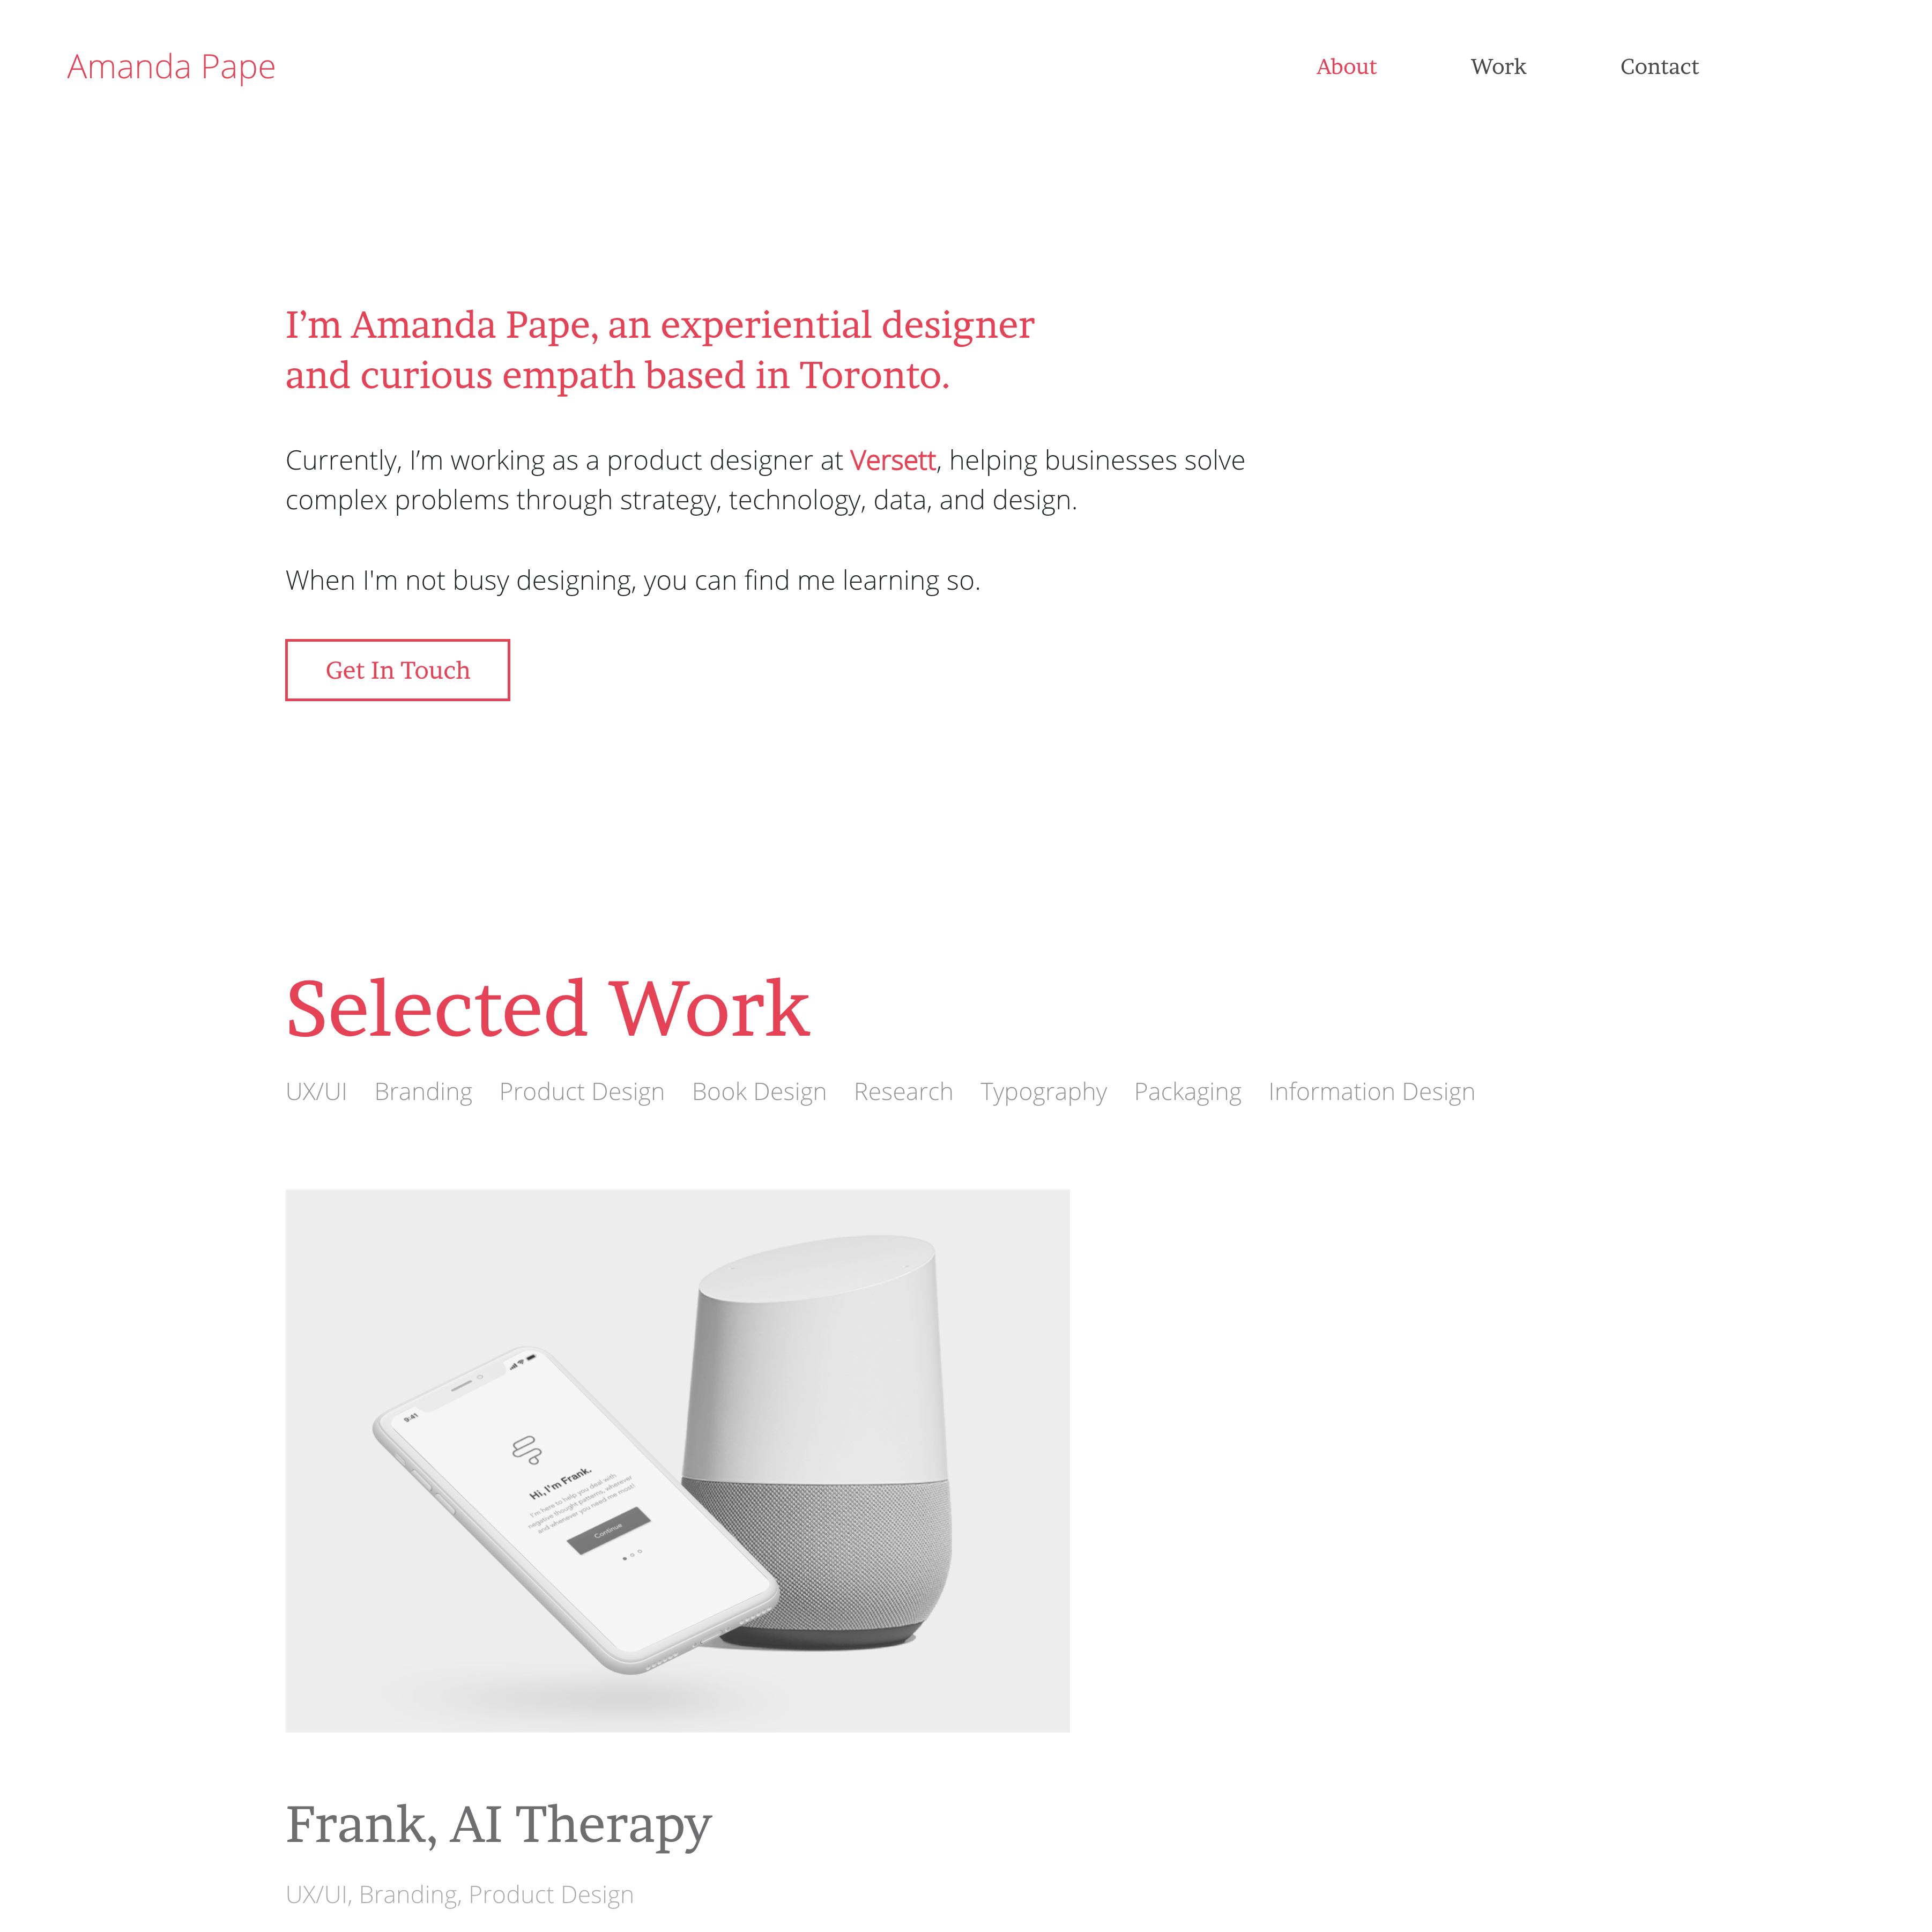 Amanda Pape
About
Work
Contact
I’m Amanda Pape, an experiential designer
and curious empath based in Toronto.
Currently, I’m working as a product designer at Versett, helping businesses solve
complex problems through strategy, technology, data, and design.
When I'm not busy designing, you can find me learning so.
Get In Touch
Selected Work
UX/UI Branding Product Design Book Design Research Typography Packaging Information Design
9:41
Hi, I'm Frank.
I'm here to help you deal with
negative thought patterns, wherever
and whenever you need me most!
Continue
Frank, AI Therapy
UX/UI, Branding, Product Design